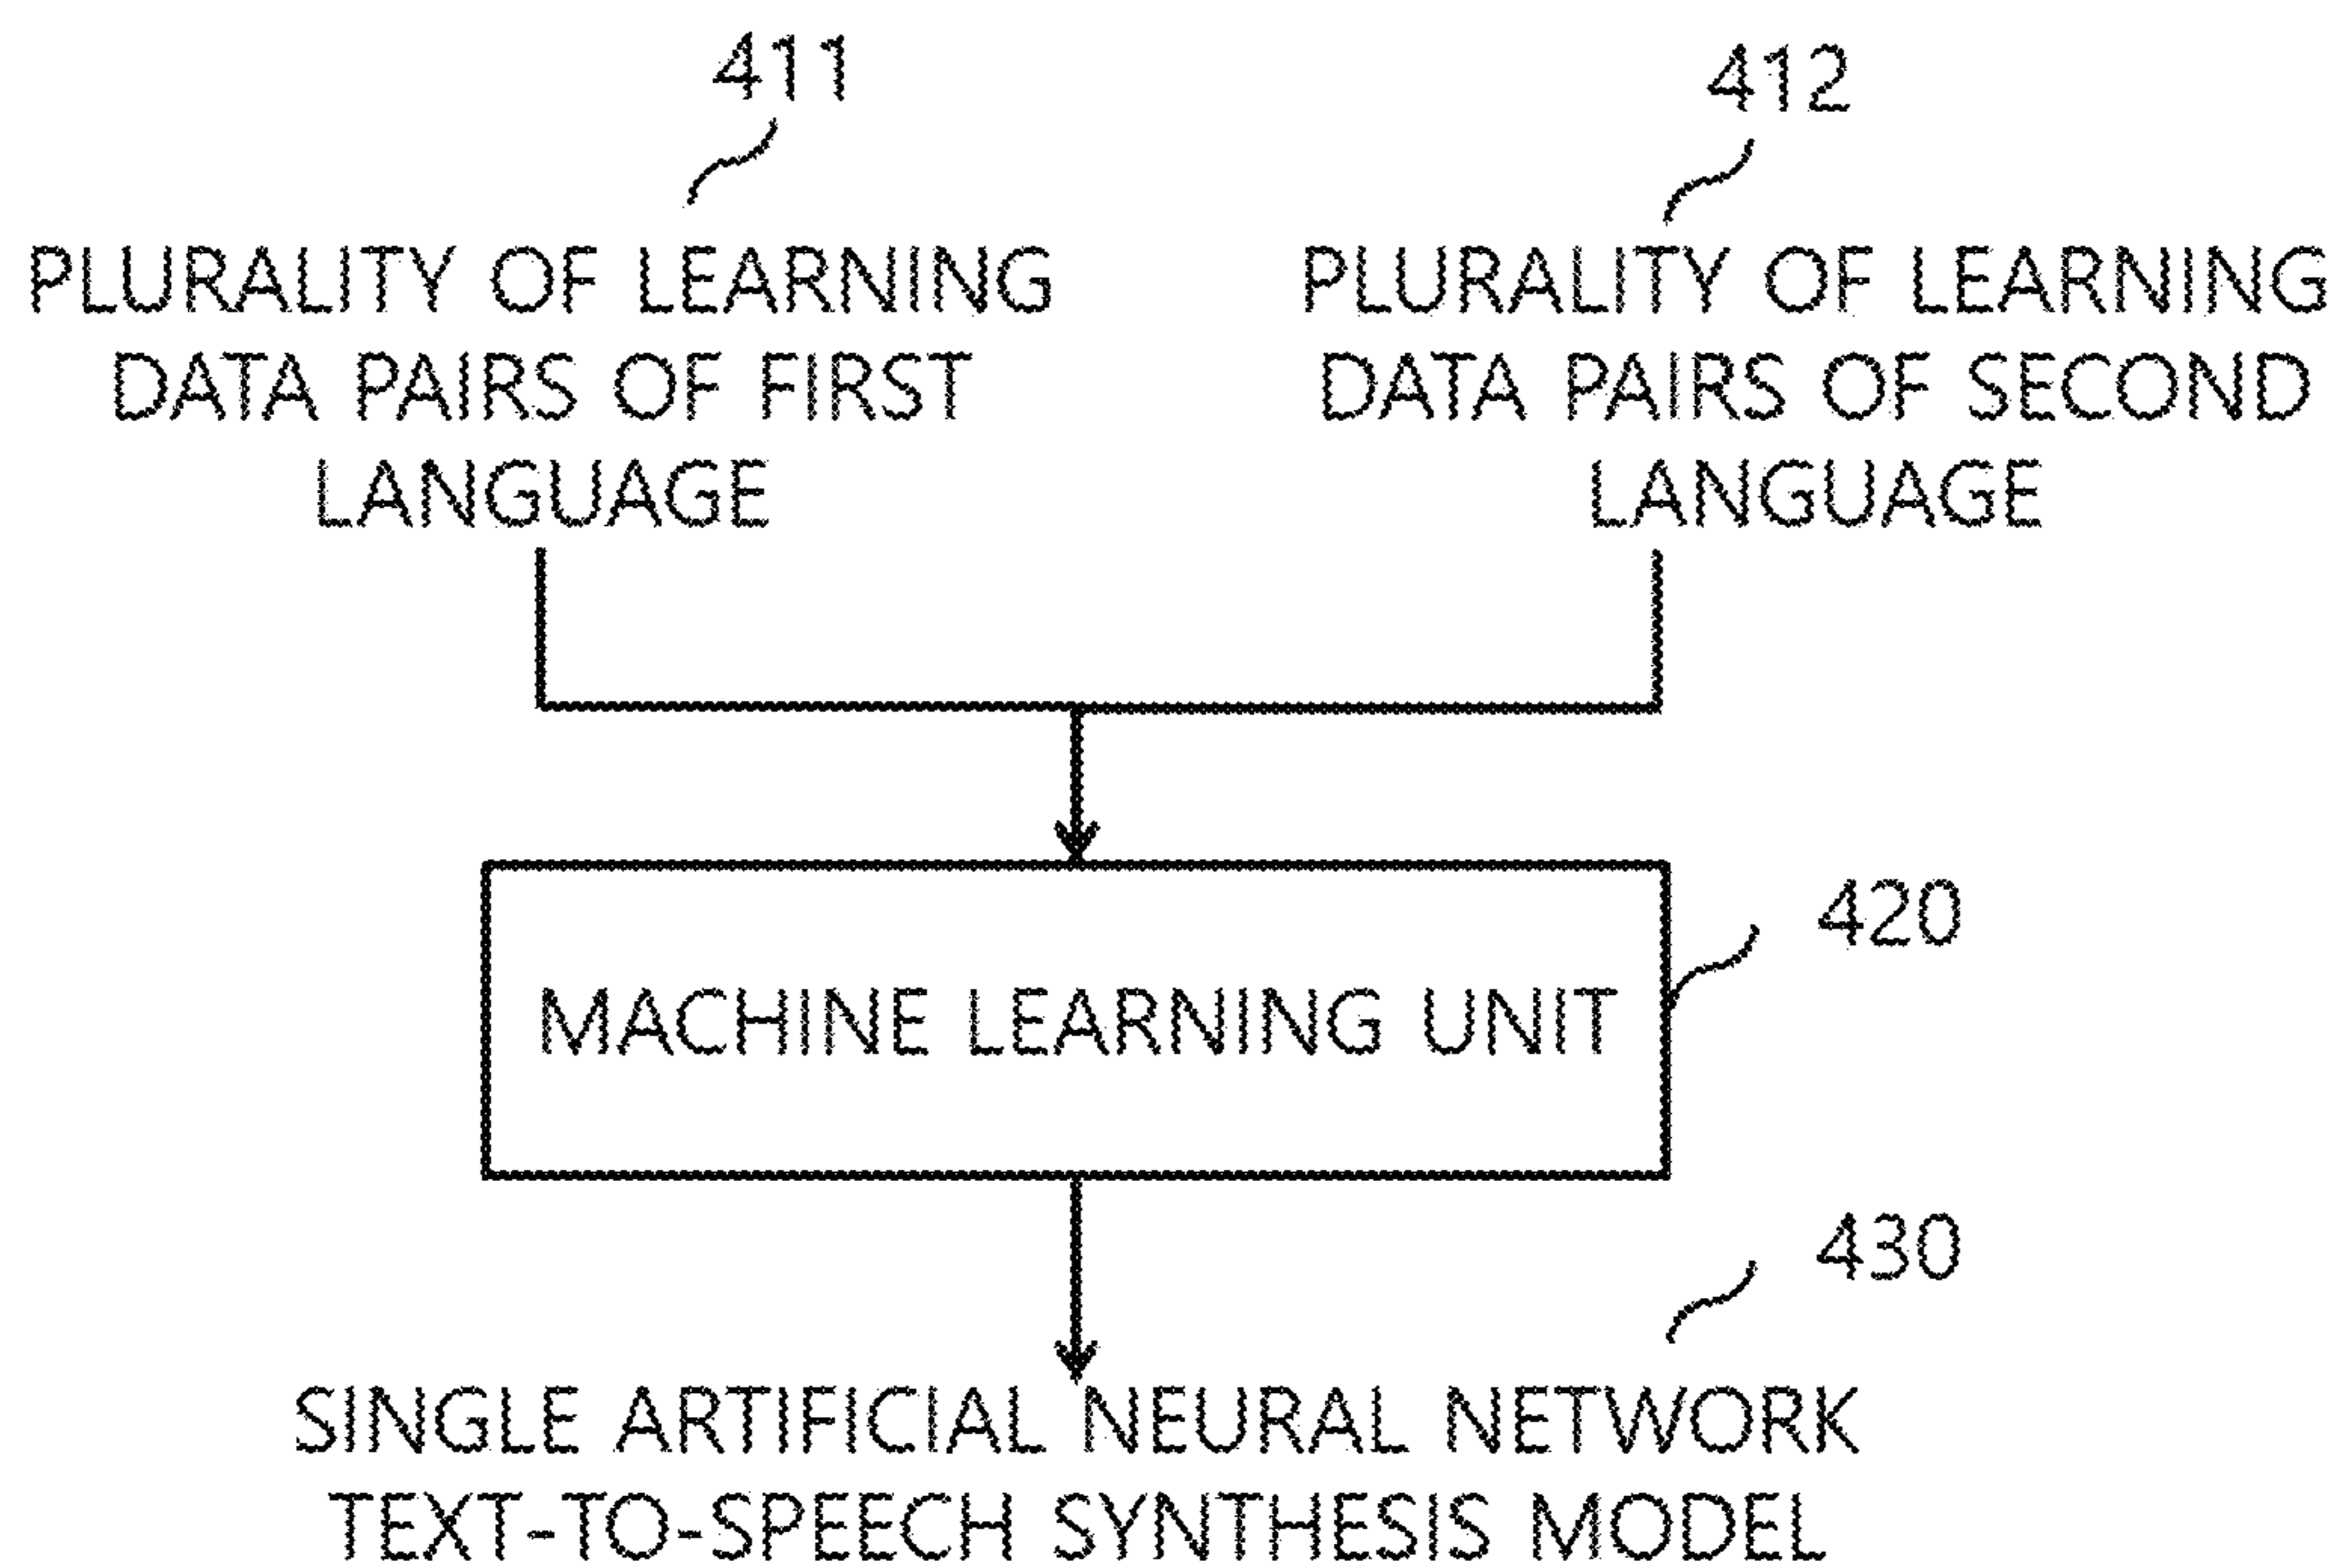 411
412
PLURALITY OF LEARNING
DATA PAIRS OF FIRST
LANGUAGE
PLURALITY OF LEARNING
DATA PAIRS OF SECOND
LANGUAGE
420
MACHINE LEARNING UNIT
430
SINGLE ARTIFICIAL NEURAL NETWORK
TEXT-TO-SPEECH SYNTHESIS MODEL